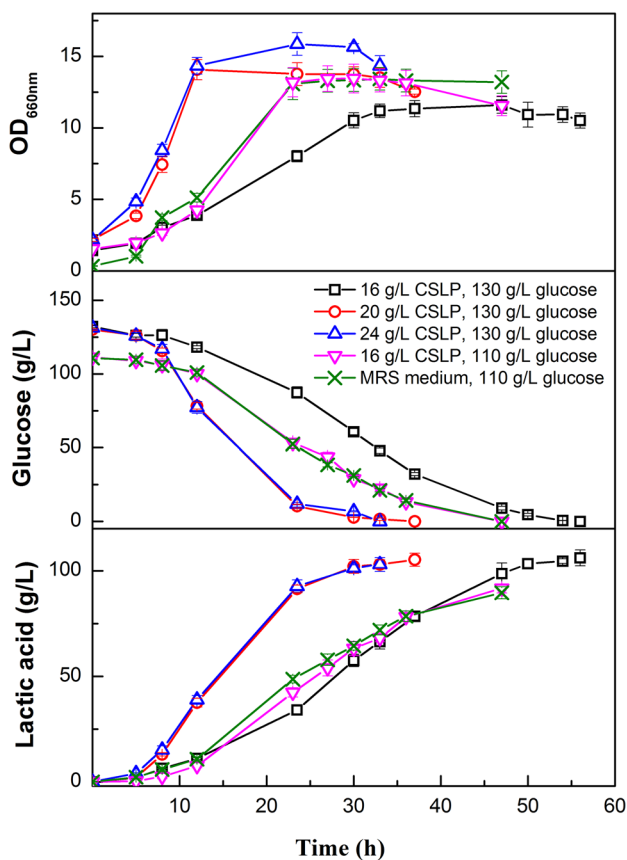 15
10
5
0
OD660nm
150
100
50
0
Glucose (g/L)
16 g/L CSLP, 130 g/L glucose
20 g/L CSLP, 130 g/L glucose
24 g/L CSLP, 130 g/L glucose
16 g/L CSLP, 110 g/L glucose
MRS medium, 110 g/L glucose
100
50
0
Lactic acid (g/L)
10 20 30 40 50 60
Time (h)